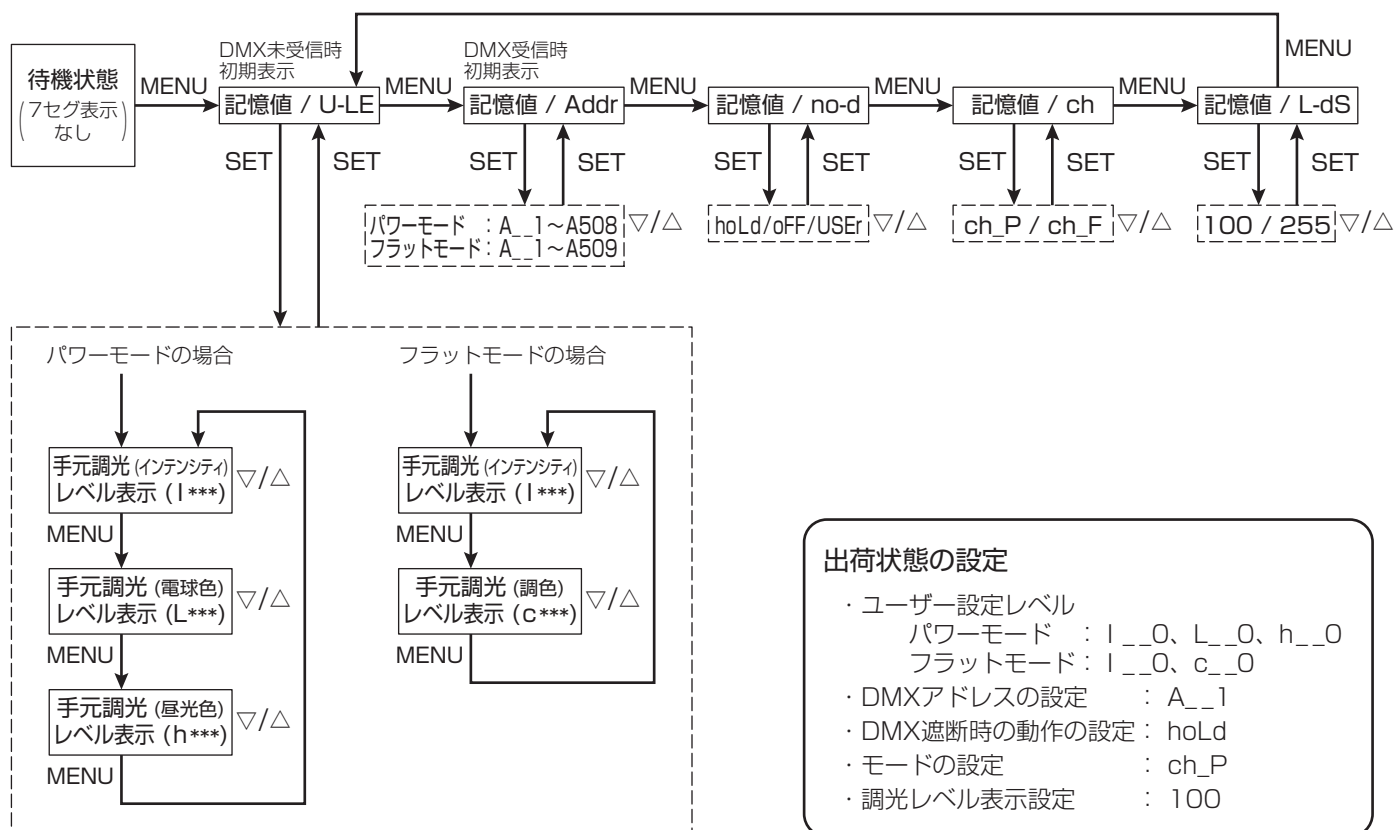 待機状態
(7セグ表示
なし)
MENU
DMX未受信時
初期表示
記憶値 / U-LE
MENU
DMX受信時
初期表示
記憶値 / Addr
MENU
記憶値 / no-d
MENU
記憶値 / ch
MENU
記憶値 / L-dS
MENU
SET SET
SET SET
SET SET
SET SET
SET SET
パワーモード : A__1~A508
フラットモード : A__1~A509
▽/△
hoLd/oFF/USEr ▽/△
ch_P / ch_F ▽/△
100 / 255 ▽/△
パワーモードの場合
手元調光 (インテンシティ)
レベル表示 (I***)
▽/△
MENU
手元調光 (電球色)
レベル表示 (L***)
▽/△
MENU
手元調光 (昼光色)
レベル表示 (h***)
▽/△
MENU
フラットモードの場合
手元調光 (インテンシティ)
レベル表示 (I***)
▽/△
MENU
手元調光 (調色)
レベル表示 (c***)
▽/△
MENU
出荷状態の設定
・ユーザー設定レベル
パワーモード : I__0、L__0、h__0
フラットモード : I__0、c__0
・DMXアドレスの設定 : A__1
・DMX遮断時の動作の設定 : hoLd
・モードの設定 : ch_P
・調光レベル表示設定 : 100